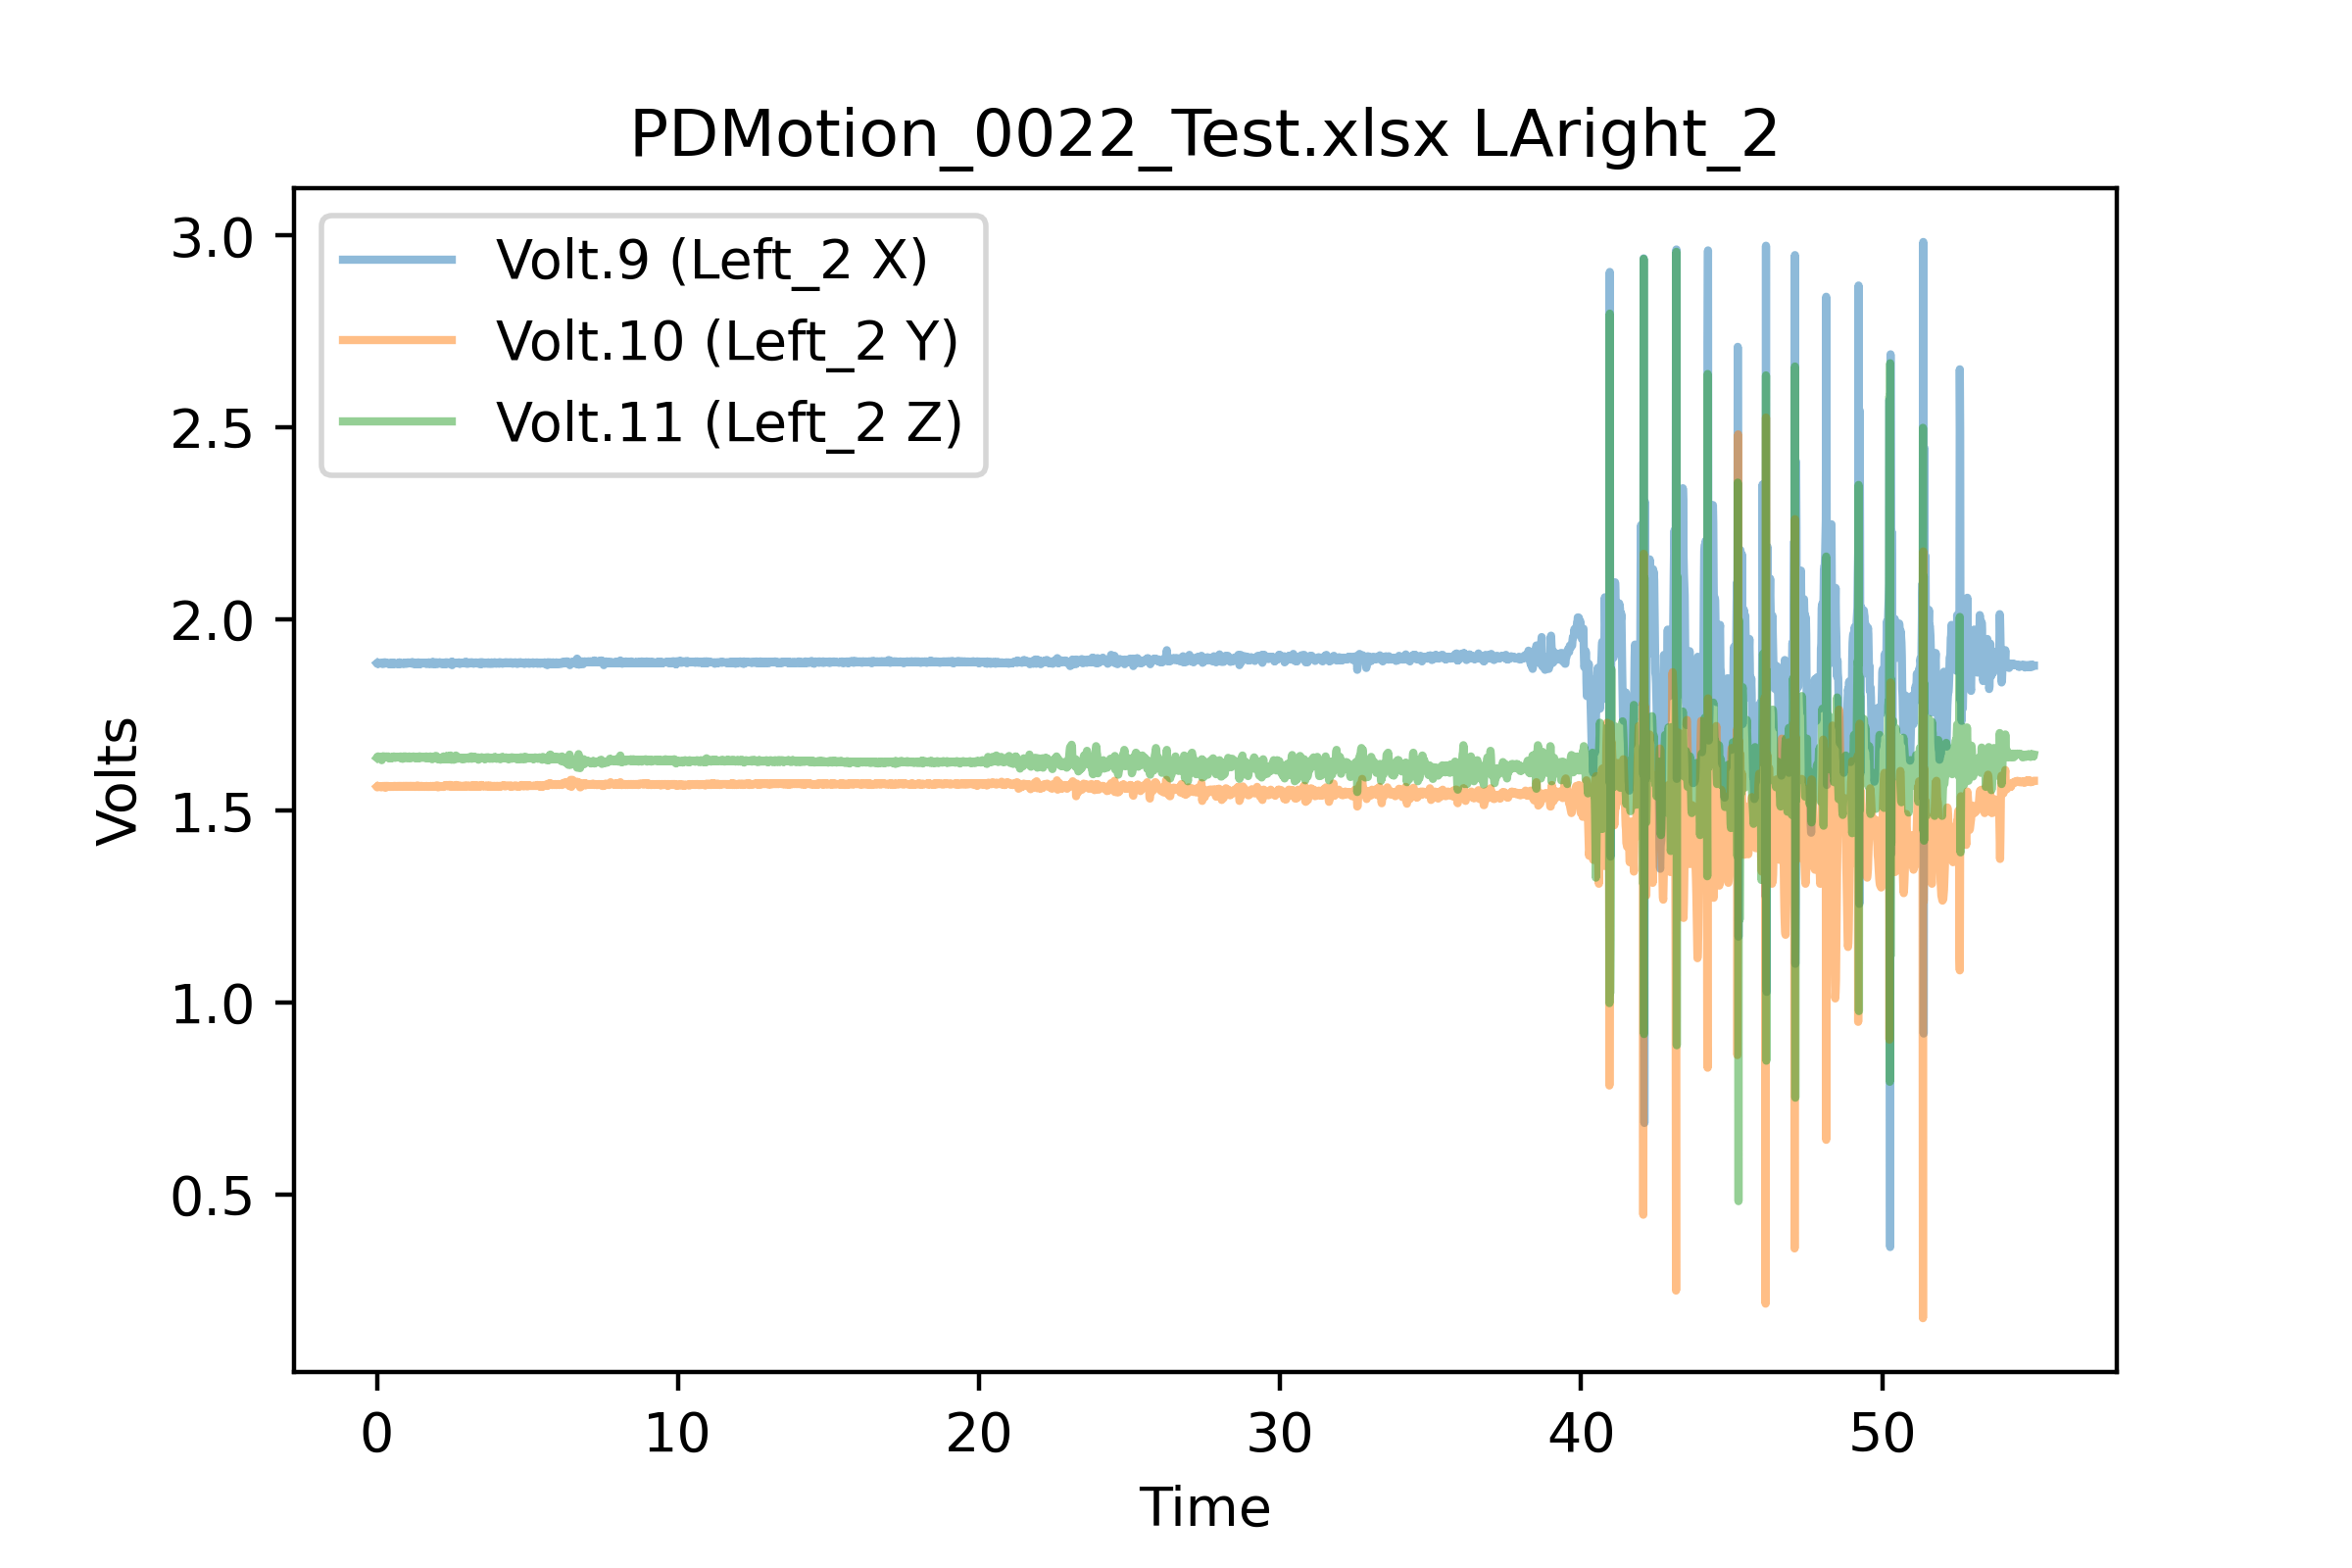 PDMotion_0022_Test.xlsx LAright_2
Volt.9 (Left_2 X)
Volt.10 (Left_2 Y)
Volt.11 (Left_2 Z)
3.0
2.5
2.0
1.5
1.0
0.5
Volts
0 10 20 30 40 50
Time